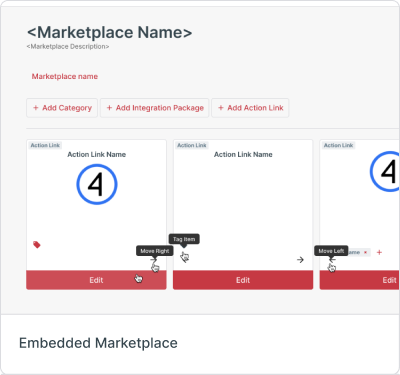 <Marketplace Name>
<Marketplace Description>
Marketplace name
+ Add Category + Add Integration Package + Add Action Link
Action Link Action Link Action Link
Action Link Name Action Link Name
4 4
Tag Item
Move Right Move Left
ame × +
Edit Edit Edit
Embedded Marketplace